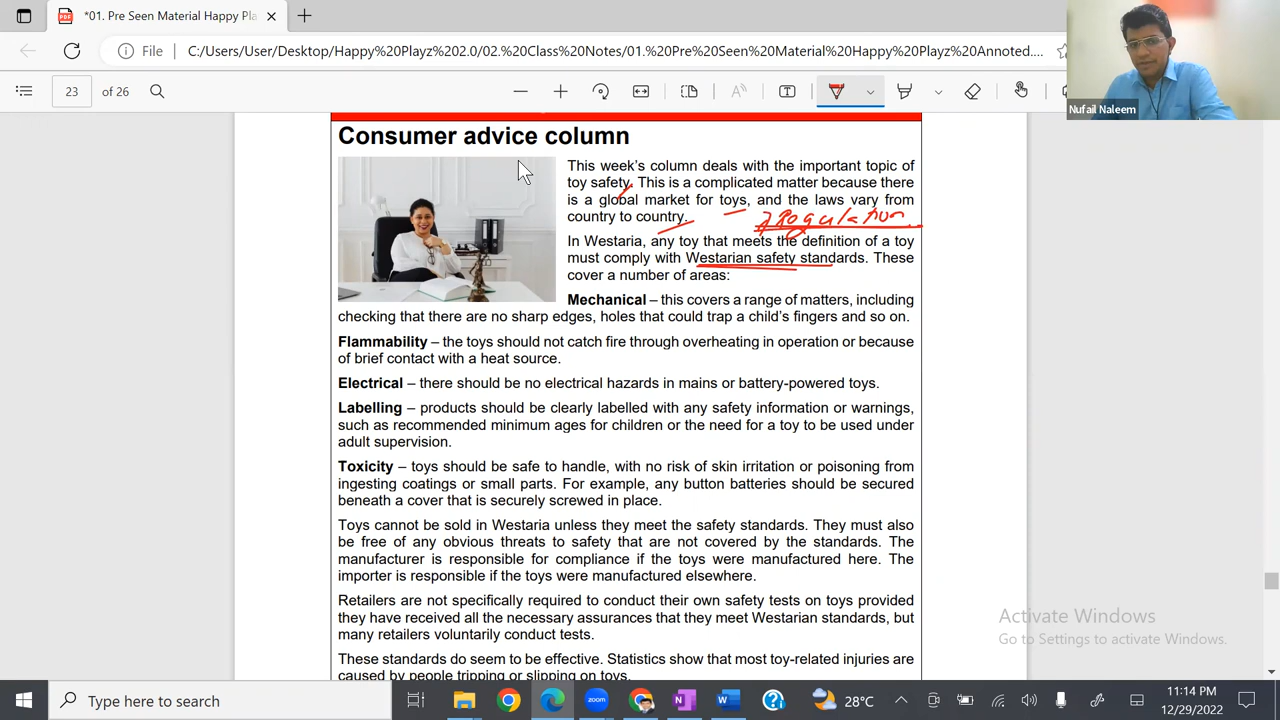 *01. Pre Seen Material Happy Pla
File
C:/Users/User/Desktop/Happy%20Playz%202.0/02.%20Class%20Notes/01.%20Pre%20Seen%20Material%20Happy%20Playz%20Annoted....
23 of 26
Nufail Naleem
Consumer advice column
This week's column deals with the important topic of
toy safety. This is a complicated matter because there
is a global market for toys, and the laws vary from
country to country.
Regulation
In Westaria, any toy that meets the definition of a toy
must comply with Westarian safety standards. These
cover a number of areas:
Mechanical – this covers a range of matters, including
checking that there are no sharp edges, holes that could trap a child's fingers and so on.
Flammability – the toys should not catch fire through overheating in operation or because
of brief contact with a heat source.
Electrical – there should be no electrical hazards in mains or battery-powered toys.
Labelling – products should be clearly labelled with any safety information or warnings,
such as recommended minimum ages for children or the need for a toy to be used under
adult supervision.
Toxicity – toys should be safe to handle, with no risk of skin irritation or poisoning from
ingesting coatings or small parts. For example, any button batteries should be secured
beneath a cover that is securely screwed in place.
Toys cannot be sold in Westaria unless they meet the safety standards. They must also
be free of any obvious threats to safety that are not covered by the standards. The
manufacturer is responsible for compliance if the toys were manufactured here. The
importer is responsible if the toys were manufactured elsewhere.
Retailers are not specifically required to conduct their own safety tests on toys provided
they have received all the necessary assurances that they meet Westarian standards, but
many retailers voluntarily conduct tests.
These standards do seem to be effective. Statistics show that most toy-related injuries are
caused by people tripping or slipping on toys.
Activate Windows
Go to Settings to activate Windows.
Type here to search
zoom
28°C
11:14 PM
12/29/2022